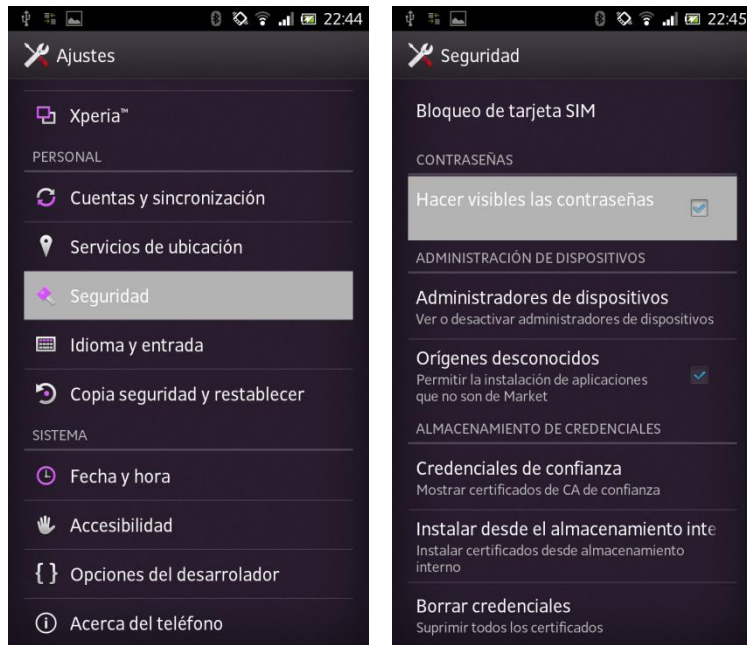 22:44
Ajustes
Xperia™
PERSONAL
Cuentas y sincronización
Servicios de ubicación
Seguridad
Idioma y entrada
Copia seguridad y restablecer
SISTEMA
Fecha y hora
Accesibilidad
{ } Opciones del desarrolador
Acerca del teléfono
22:45
Seguridad
Bloqueo de tarjeta SIM
CONTRASEÑAS
Hacer visibles las contraseñas
ADMINISTRACIÓN DE DISPOSITIVOS
Administradores de dispositivos
Ver o desactivar administradores de dispositivos
Orígenes desconocidos
Permitir la instalación de aplicaciones
que no son de Market
ALMACENAMIENTO DE CREDENCIALES
Credenciales de confianza
Mostrar certificados de CA de confianza
Instalar desde el almacenamiento inte
Instalar certificados desde almacenamiento
interno
Borrar credenciales
Suprimir todos los certificados